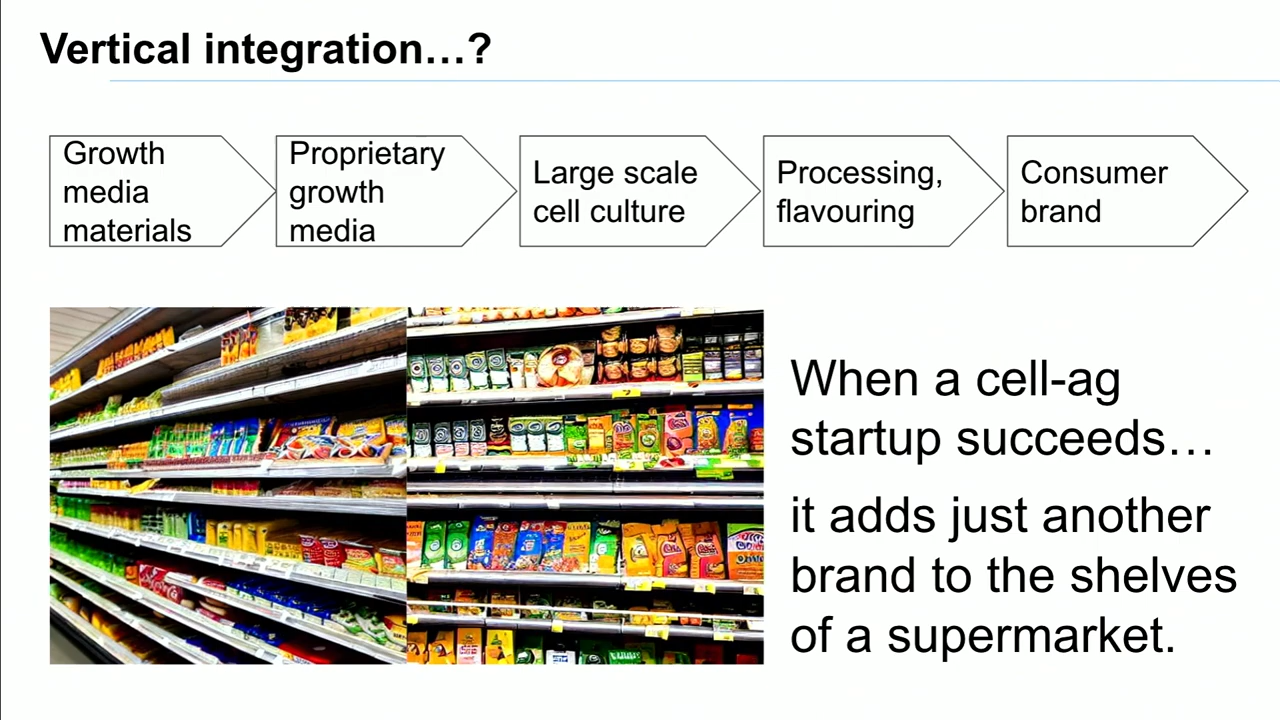 Vertical integration…?
Growth
media
materials
Proprietary
growth
media
Large scale
cell culture
Processing,
flavouring
Consumer
brand
When a cell-ag
startup succeeds…
it adds just another
brand to the shelves
of a supermarket.